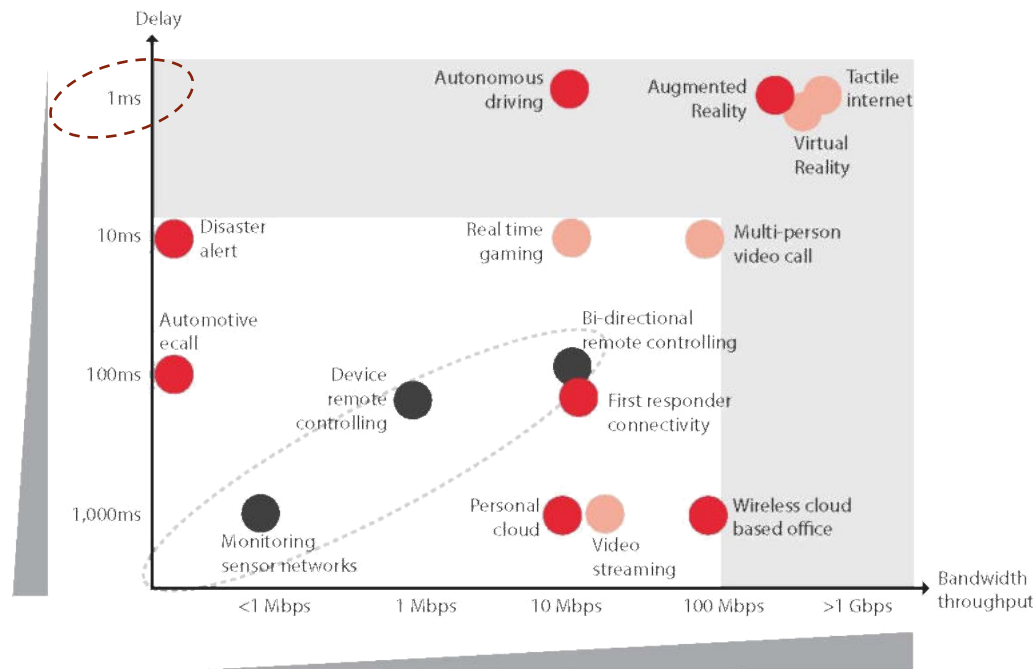 Delay
1ms
Autonomous
driving
Augmented
Reality
Tactile
internet
Virtual
Reality
10ms
Disaster
alert
Real time
gaming
Multi-person
video call
Automotive
ecall
100ms
Device
remote
controlling
Bi-directional
remote controlling
First responder
connectivity
1,000ms
Monitoring
sensor networks
Personal
cloud
Video
streaming
Wireless cloud
based office
<1 Mbps
1 Mbps
10 Mbps
100 Mbps
>1 Gbps
Bandwidth
throughput